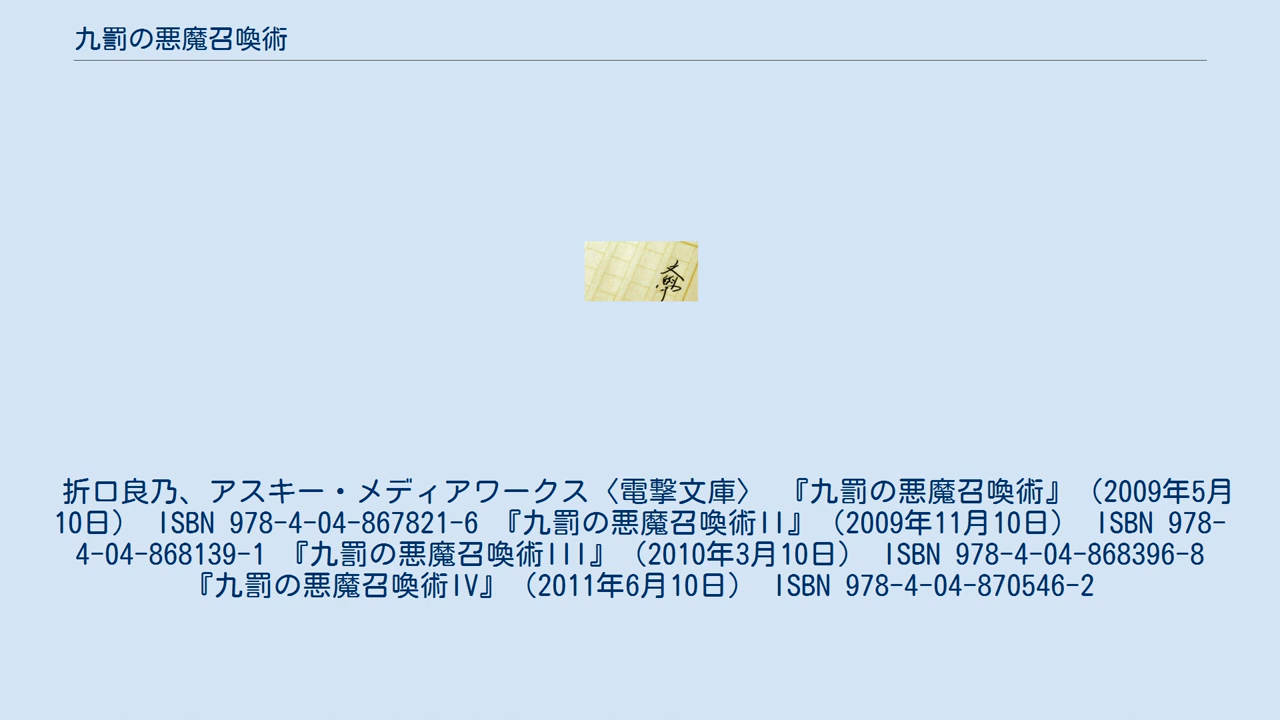 九罰の悪魔召喚術
折口良乃、アスキー・メディアワークス〈電撃文庫〉 『九罰の悪魔召喚術』（2009年5月
10日） ISBN 978-4-04-867821-6 『九罰の悪魔召喚術II』（2009年11月10日） ISBN 978-
4-04-868139-1 『九罰の悪魔召喚術III』（2010年3月10日） ISBN 978-4-04-868396-8
『九罰の悪魔召喚術IV』（2011年6月10日） ISBN 978-4-04-870546-2